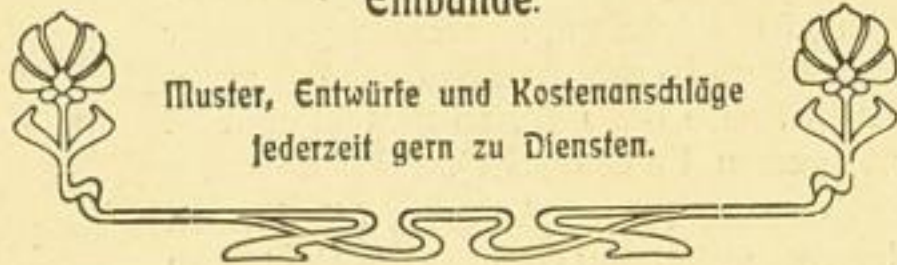 Einbände.
Muster, Entwürfe und Kostenanschläge
jederzeit gern zu Diensten.